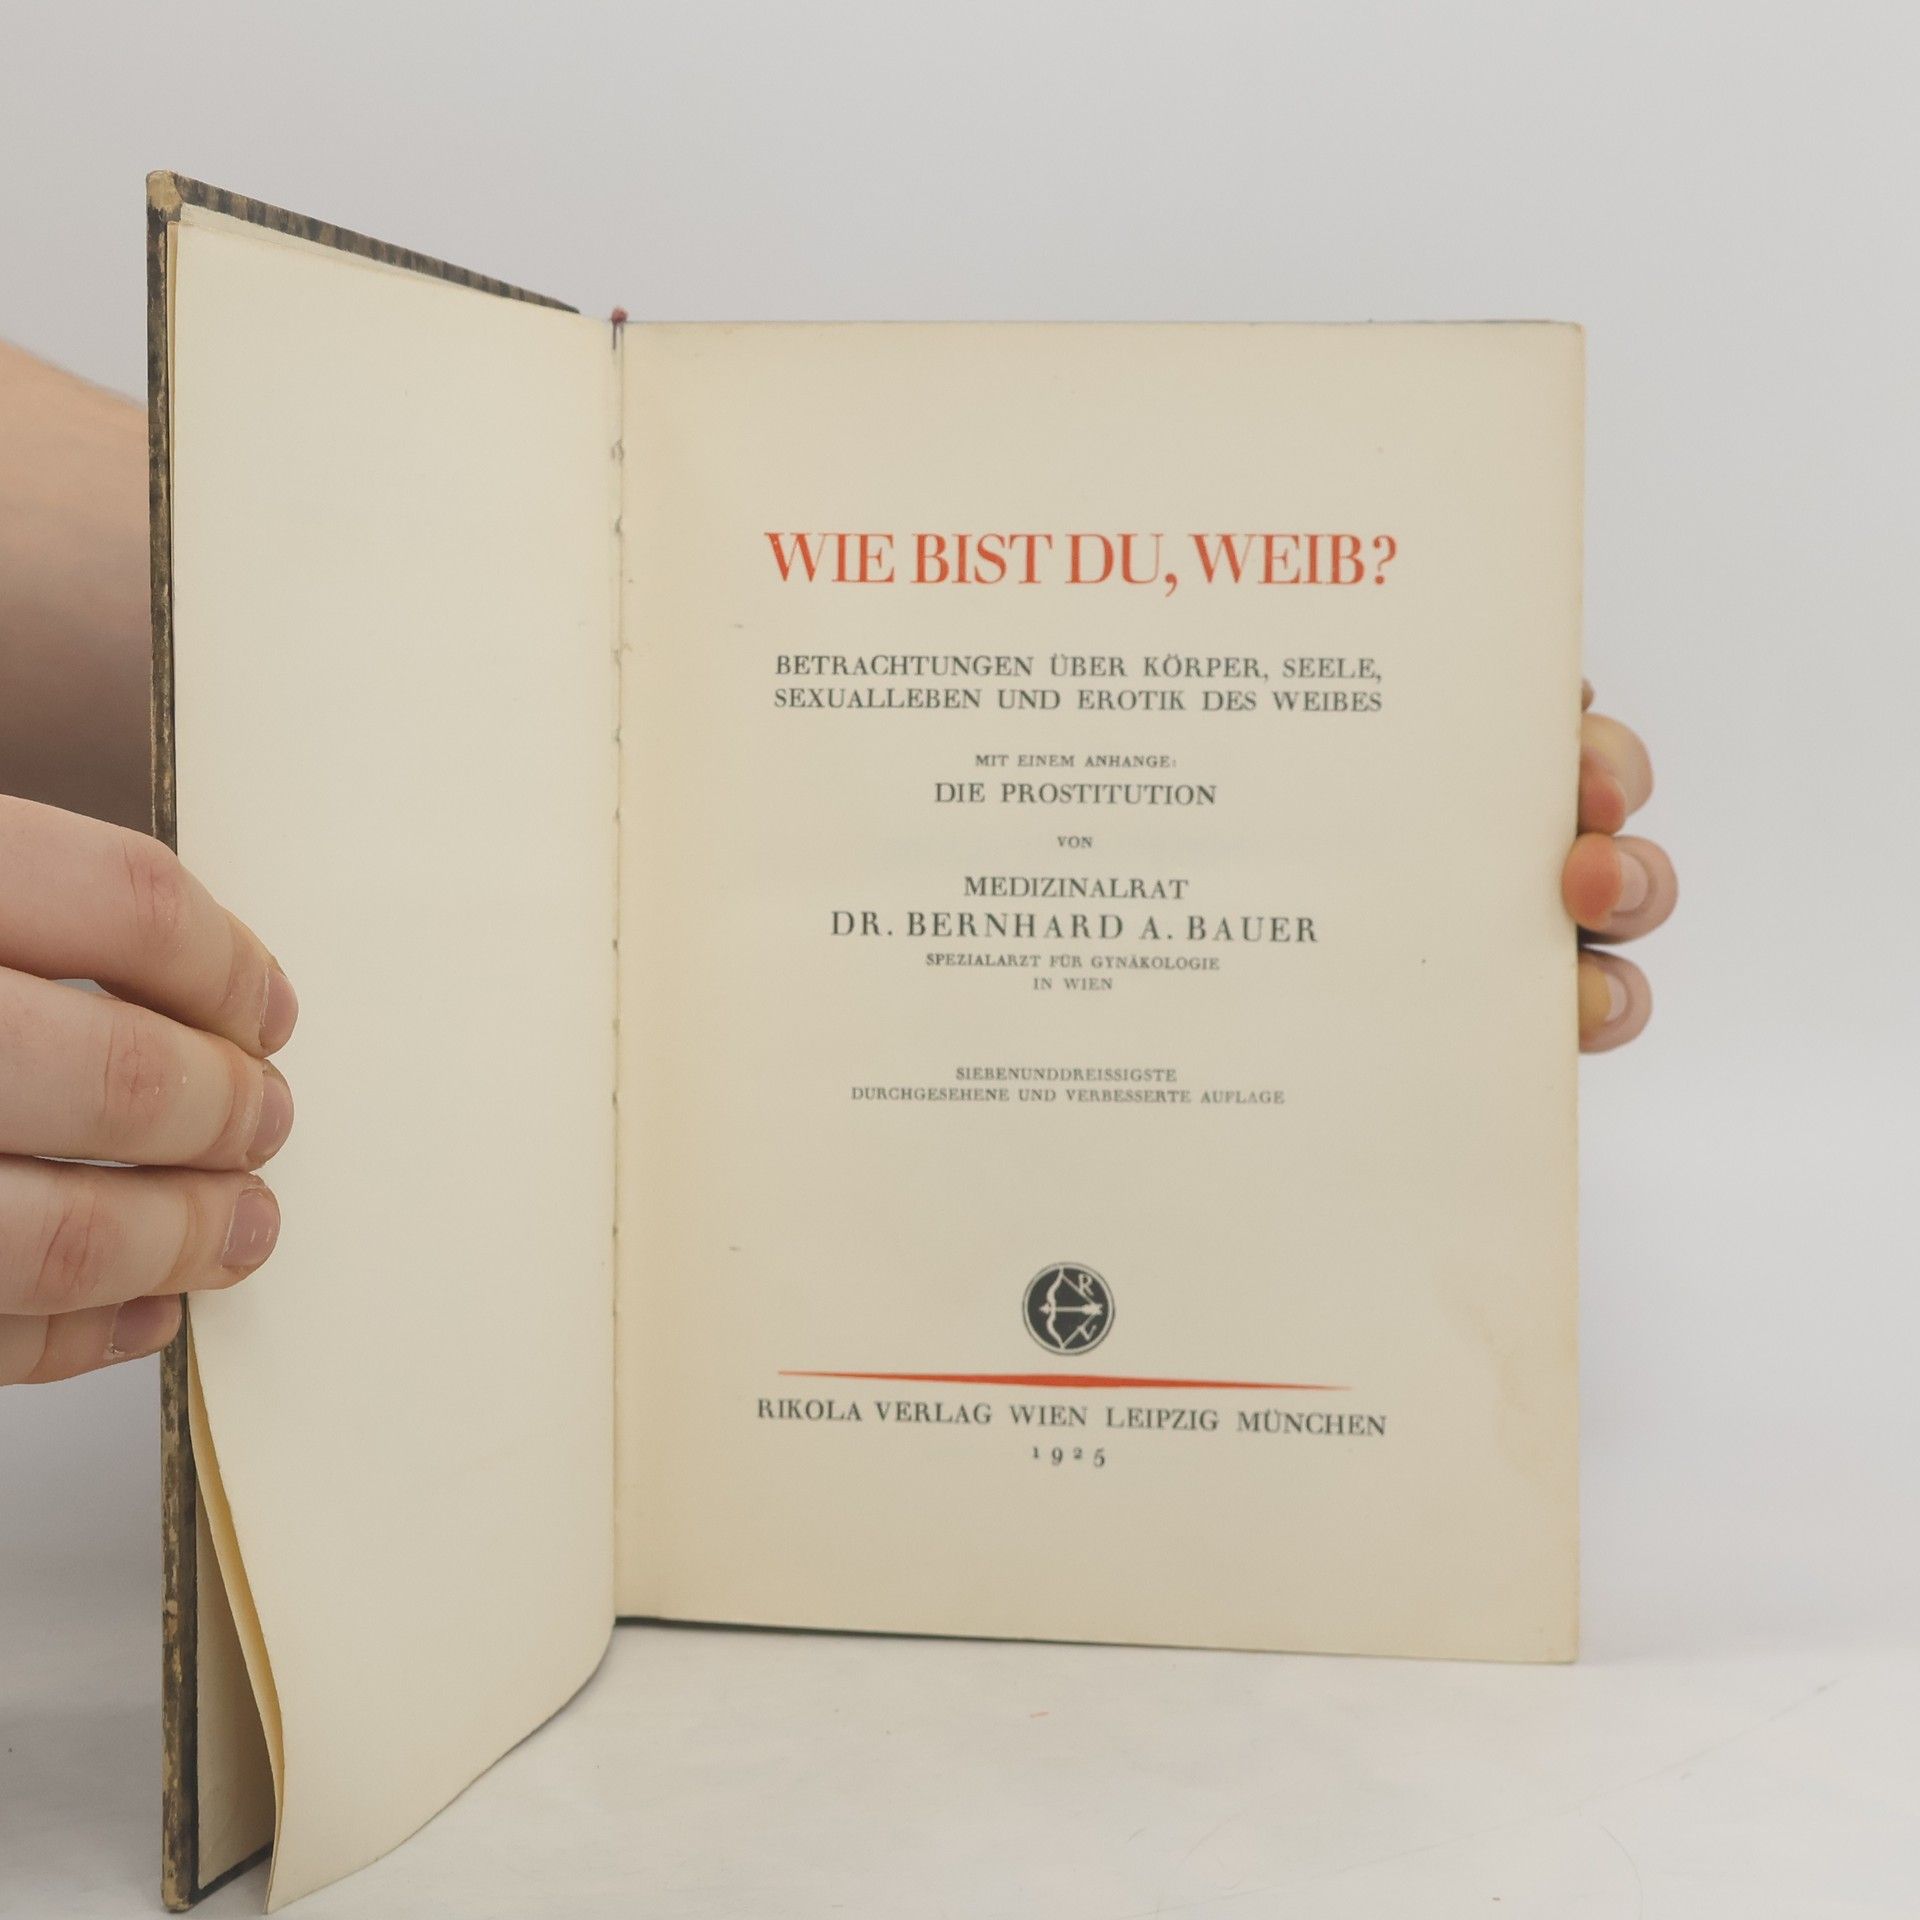 WIE BIST DU, WEIB?
BETRACHTUNGEN ÜBER KÖRPER, SEELE,
SEXUALLEBEN UND EROTIK DES WEIBES
MIT EINEM ANHANGE:
DIE PROSTITUTION
VON
MEDIZINALRAT
DR. BERNHARD A. BAUER
SPEZIALARZT FÜR GYNÄKOLOGIE
IN WIEN
SIEBENUNDDREISSIGSTE
DURCHGESEHENE UND VERBESSERTE AUFLAGE
R
V
RIKOLA VERLAG WIEN LEIPZIG MÜNCHEN
1925